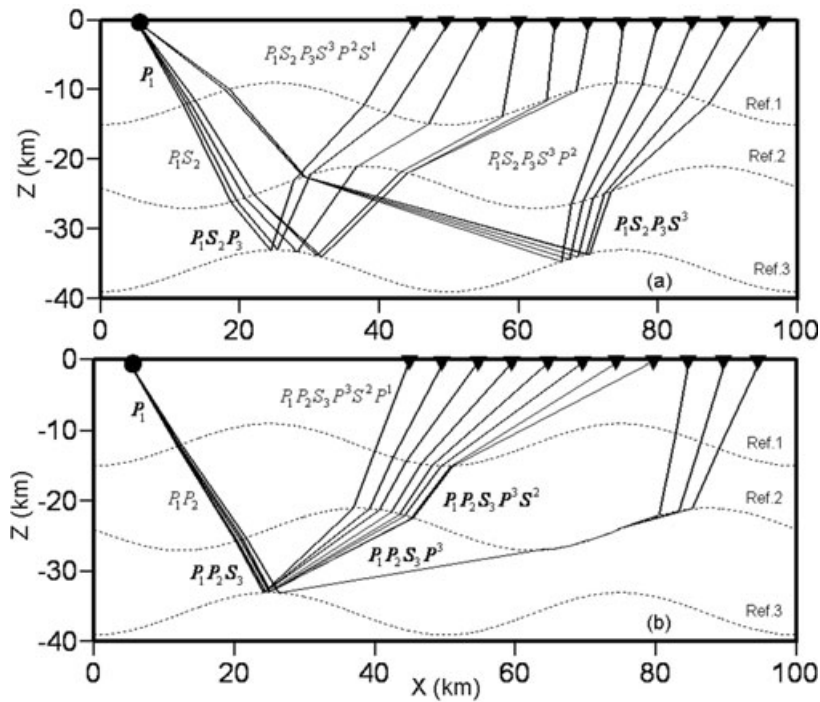 0
P₁S₂P₃S³P²S¹
P₁
-10
Ref.1
P₁S₂
P₁S₂P₃S³P²
Ref.2
-20
Z (km)
-30
P₁S₂P₃
P₁S₂P₃S³
Ref.3
(a)
-40
0 20 40 60 80 100
0
P₁P₂S₃P³S²P¹
P₁
-10
Ref.1
P₁P₂
P₁P₂S₃P³S²
Ref.2
-20
Z (km)
P₁P₂S₃
P₁P₂S₃P³
-30
Ref.3
(b)
-40
0 20 40 60 80 100
X (km)